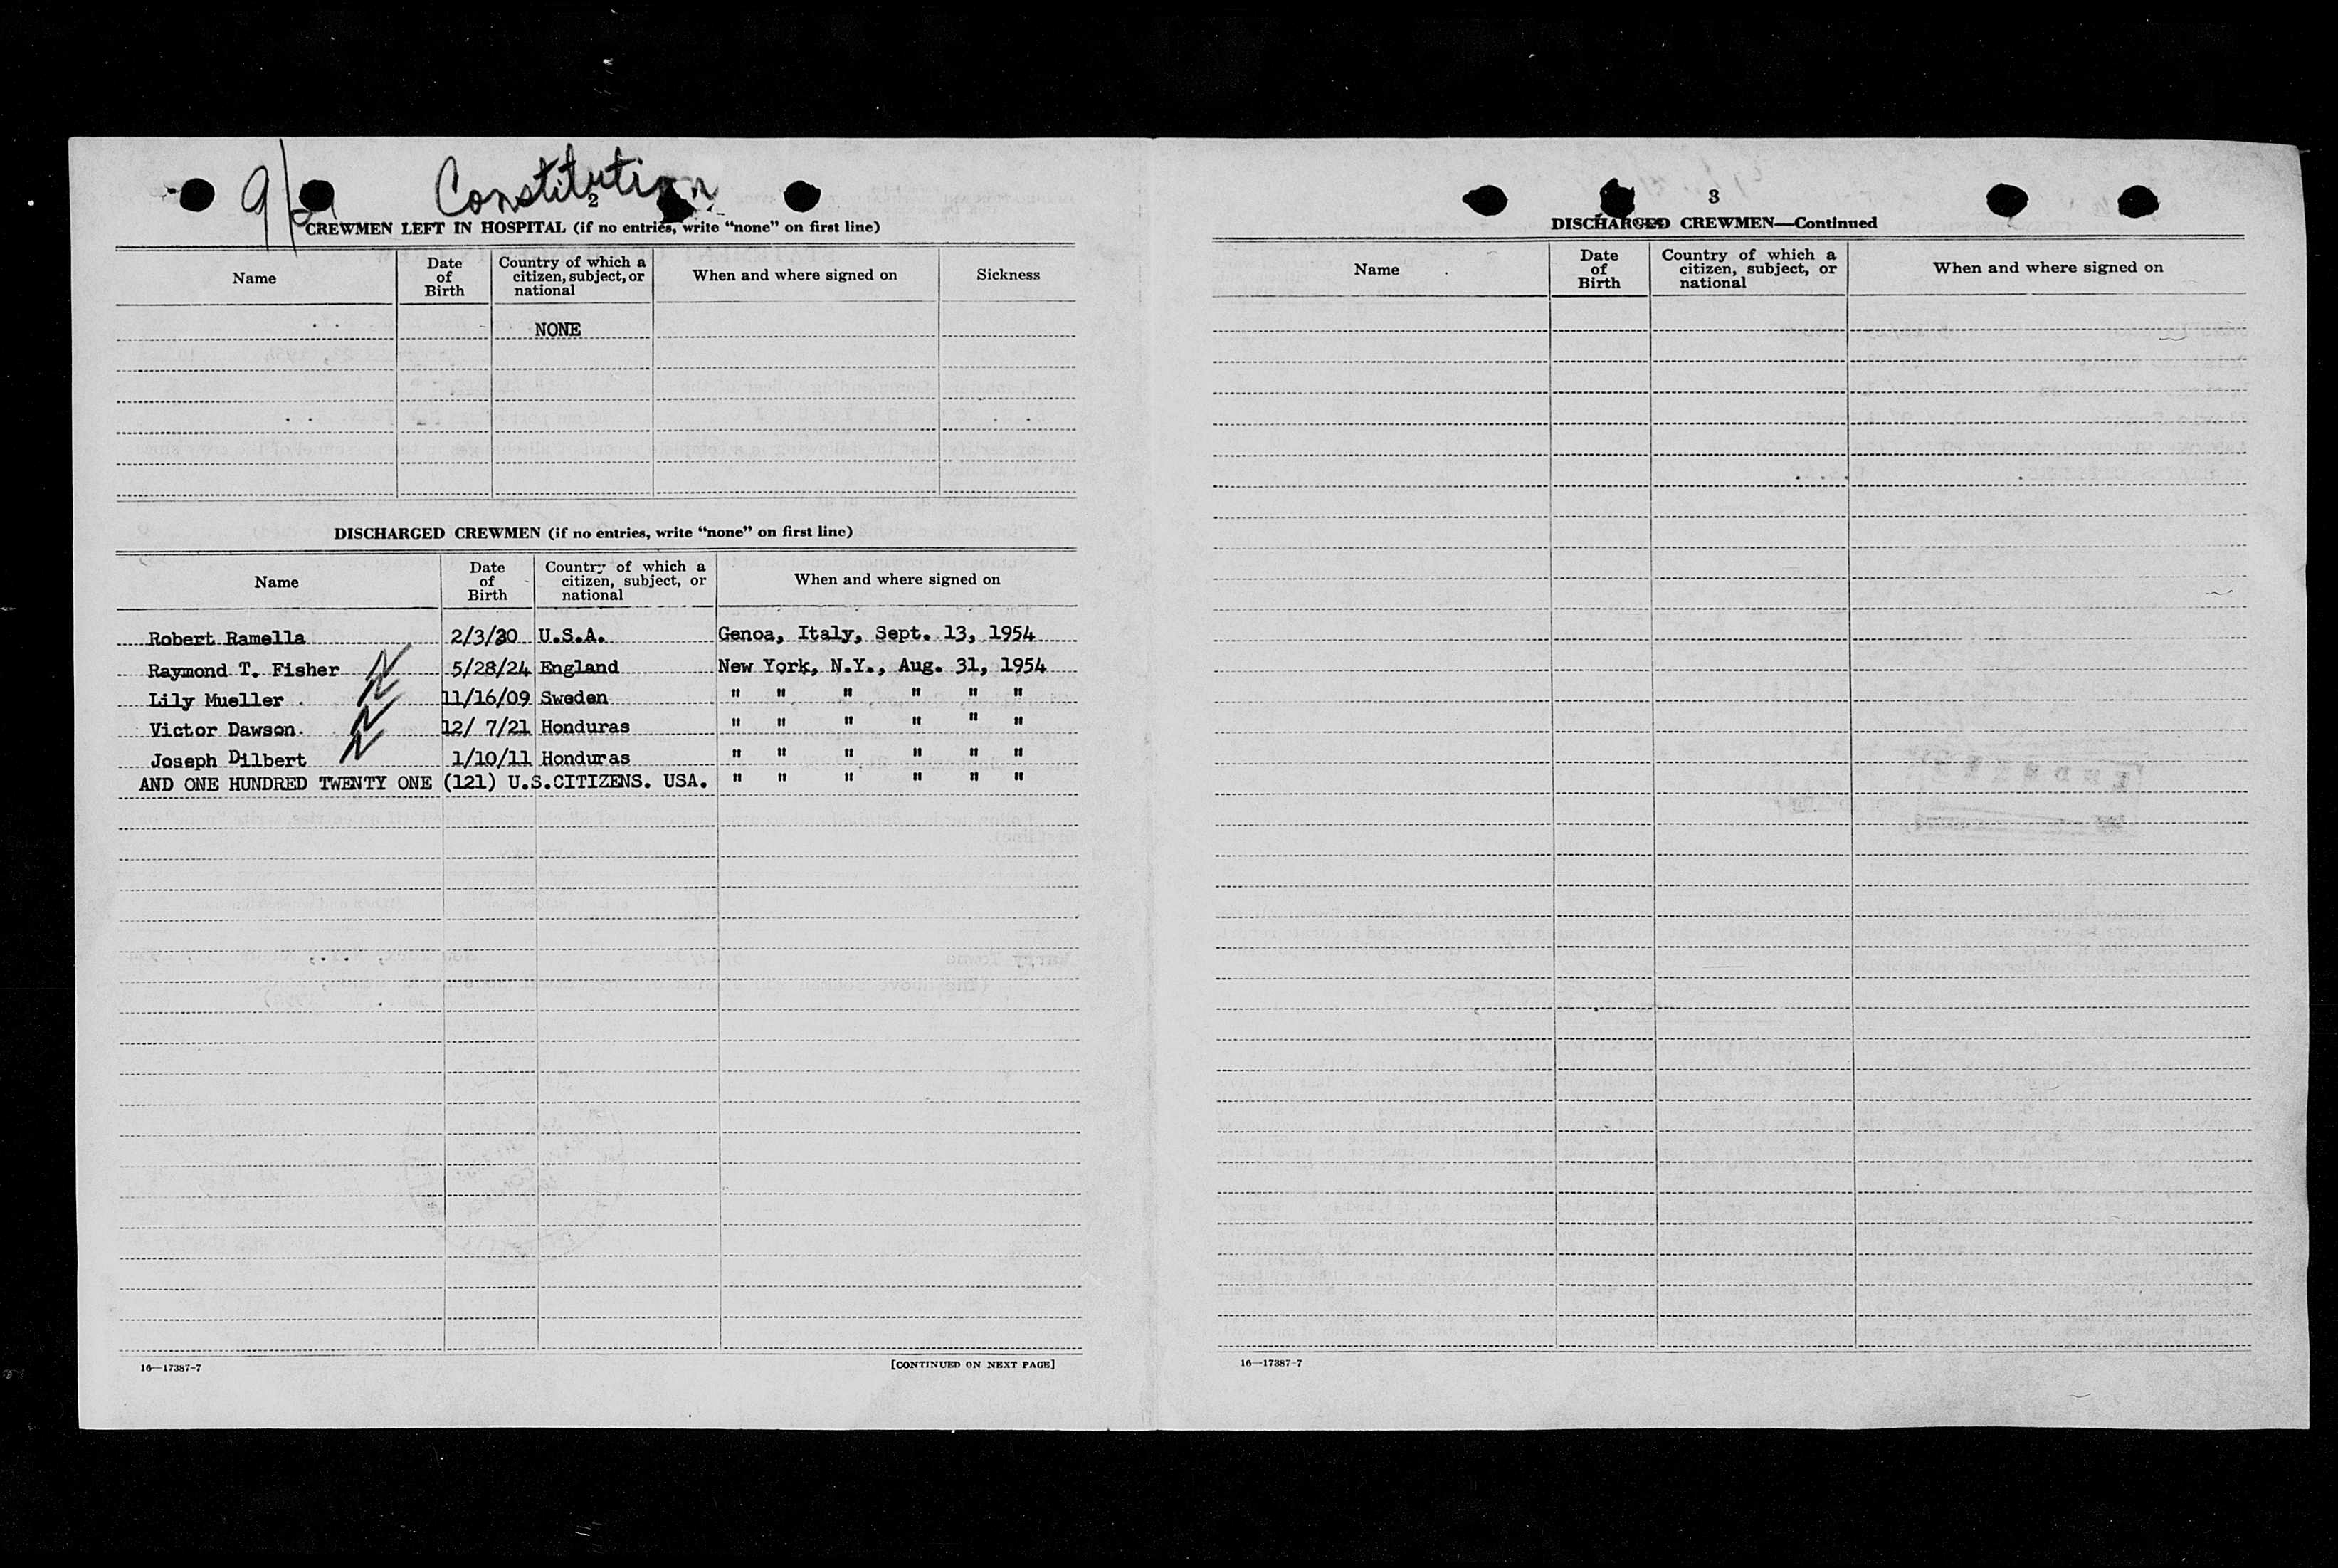 Constitution
2
CREWMEN LEFT IN HOSPITAL (if no entries, write "none" on first line)
Name
Date of Birth
Country of which a citizen, subject, or national
When and where signed on
Sickness
NONE
DISCHARGED CREWMEN (if no entries, write "none" on first line)
Name
Date of Birth
Country of which a citizen, subject, or national
When and where signed on
Robert Ramella 2/3/30 U.S.A. Genoa, Italy, Sept. 13, 1954
Raymond T. Fisher N 5/28/24 England New York, N.Y., Aug. 31, 1954
Lily Mueller N 11/16/09 Sweden " " " " " "
Victor Dawson N 12/ 7/21 Honduras " " " " " "
Joseph Dilbert N 1/10/11 Honduras " " " " " "
AND ONE HUNDRED TWENTY ONE (121) U.S.CITIZENS. USA. " " " " " "
16—17387-7 [CONTINUED ON NEXT PAGE]
3
DISCHARGED CREWMEN—Continued
Name
Date of Birth
Country of which a citizen, subject, or national
When and where signed on
16—17387-7